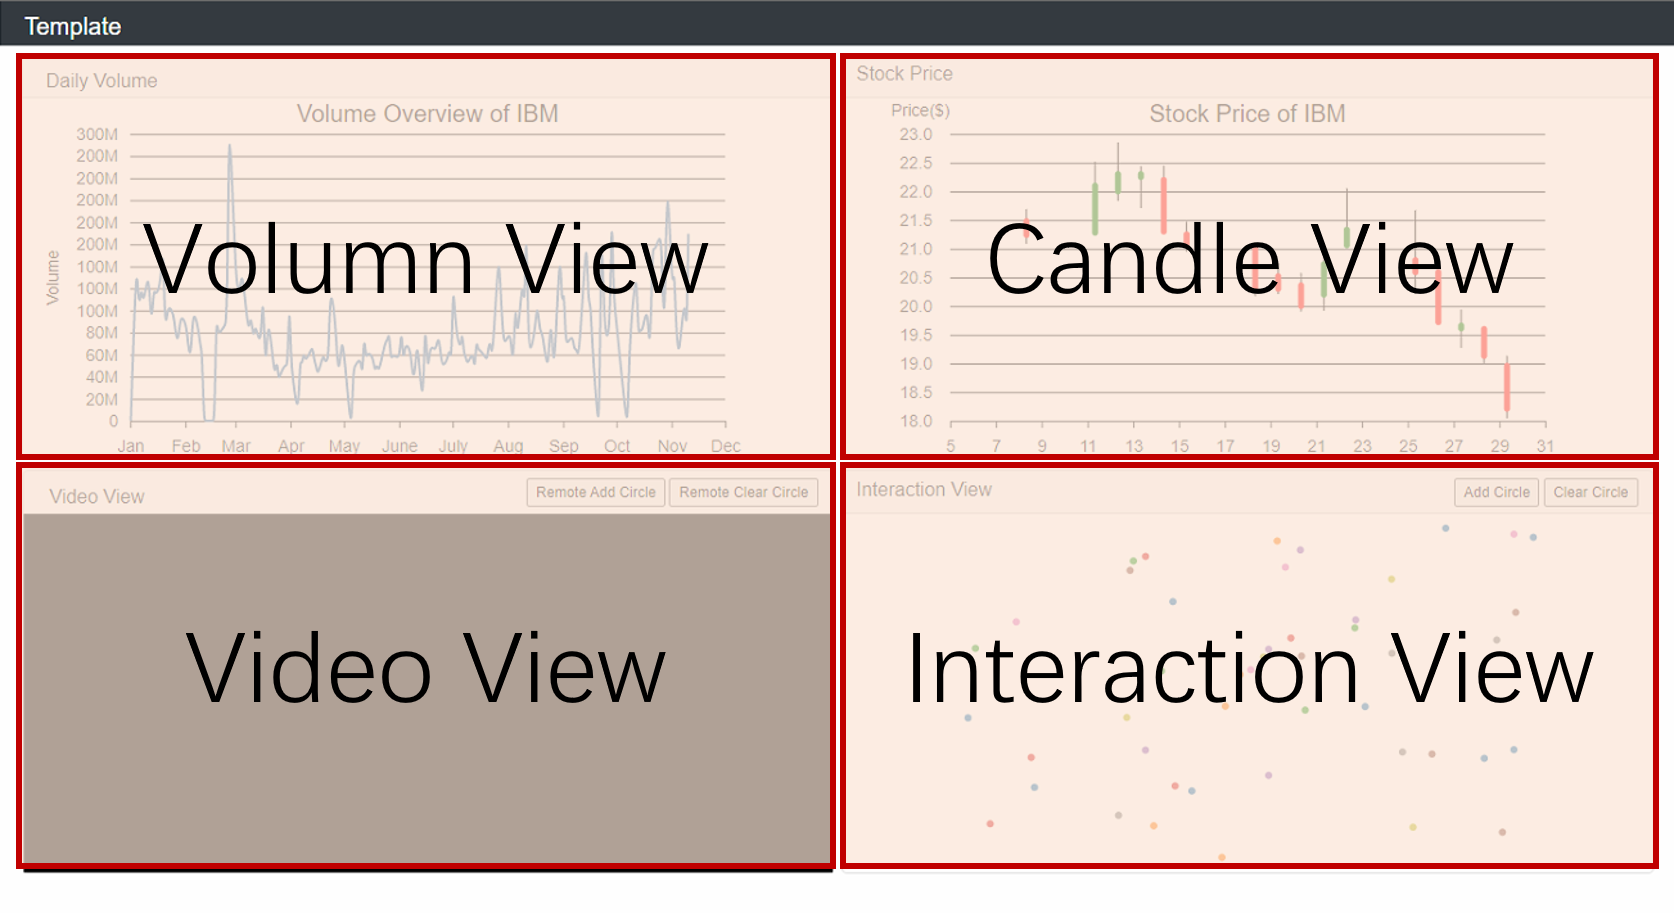 Template
Daily Volume
Volume Overview of IBM
300M
200M
200M
200M
200M
200M
100M
100M
100M
80M
60M
40M
20M
0
Volume
Jan Feb Mar Apr May June July Aug Sep Oct Nov Dec
Volumn View
Stock Price
Price($)
Stock Price of IBM
23.0
22.5
22.0
21.5
21.0
20.5
20.0
19.5
19.0
18.5
18.0
5 7 9 11 13 15 17 19 21 23 25 27 29 31
Candle View
Video View
Remote Add Circle
Remote Clear Circle
Video View
Interaction View
Add Circle
Clear Circle
Interaction View